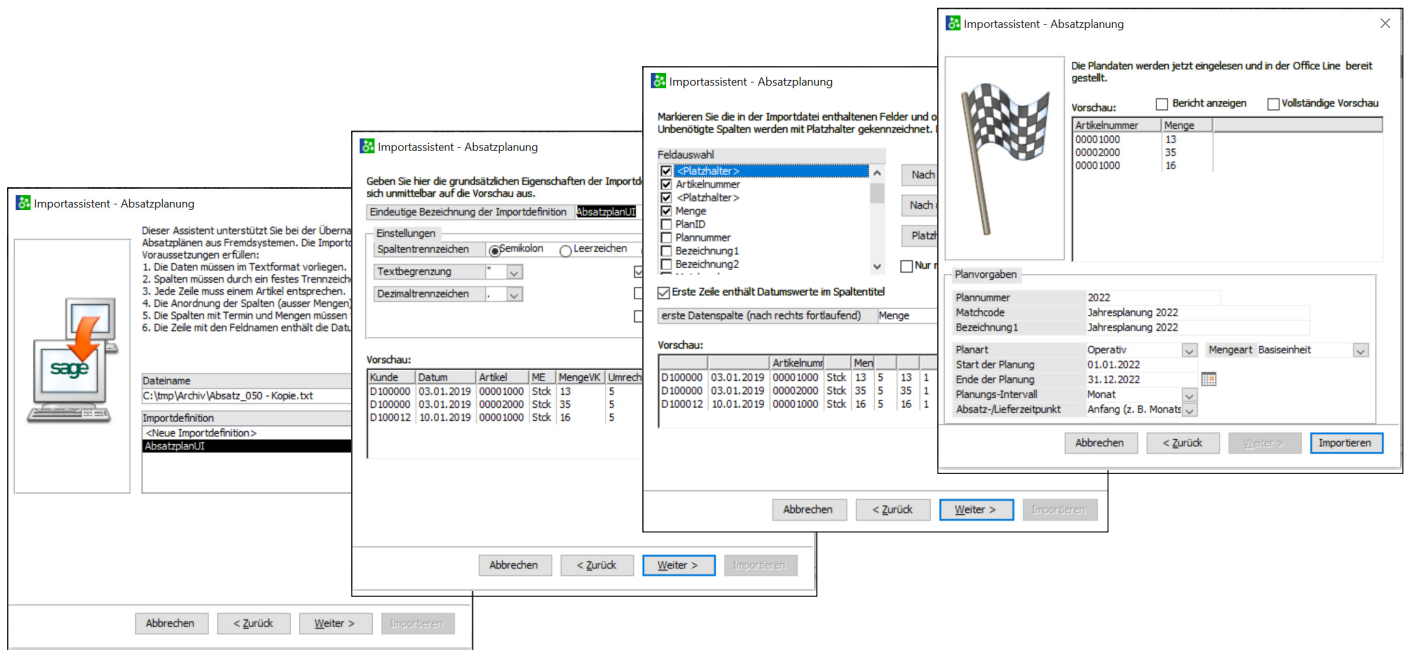 Importassistent - Absatzplanung
Dieser Assistent unterstützt Sie bei der Überna
Absatzplänen aus Fremdsystemen. Die Importd
Voraussetzungen erfüllen:
1. Die Daten müssen im Textformat vorliegen.
2. Spalten müssen durch ein festes Trennzeich
3. Jede Zeile muss einem Artikel entsprechen.
4. Die Anordnung der Spalten (ausser Mengen)
5. Die Spalten mit Termin und Mengen müssen
6. Die Zeile mit den Feldnamen enthält die Datu
sage
Dateiname
C:\tmp\Archiv\Absatz_050 - Kopie.txt
Importdefinition
<Neue Importdefinition>
AbsatzplanUI
Abbrechen < Zurück Weiter > Importieren
Importassistent - Absatzplanung
Geben Sie hier die grundsätzlichen Eigenschaften der Importd
sich unmittelbar auf die Vorschau aus.
Eindeutige Bezeichnung der Importdefinition AbsatzplanUI
Einstellungen
Spaltentrennzeichen Semikolon Leerzeichen
Textbegrenzung "
Dezimaltrennzeichen
Vorschau:
Kunde Datum Artikel ME MengeVK Umrech
D100000 03.01.2019 00001000 Stck 13 5
D100000 03.01.2019 00002000 Stck 35 5
D100012 10.01.2019 00001000 Stck 16 5
Abbrechen < Zurück Weiter > Importieren
Importassistent - Absatzplanung
Markieren Sie die in der Importdatei enthaltenen Felder und o
Unbenötigte Spalten werden mit Platzhalter gekennzeichnet.
Feldauswahl
<Platzhalter>
Artikelnummer
<Platzhalter>
Menge
PlanID
Plannummer
Bezeichnung1
Bezeichnung2
Nach
Nach
Platzh
Nur
Erste Zeile enthält Datumswerte im Spaltentitel
erste Datenspalte (nach rechts fortlaufend) Menge
Vorschau:
Artikelnumr Men
D100000 03.01.2019 00001000 Stck 13 5 13 1
D100000 03.01.2019 00002000 Stck 35 5 35 1
D100012 10.01.2019 00001000 Stck 16 5 16 1
Abbrechen < Zurück Weiter > Importieren
Importassistent - Absatzplanung
Die Plandaten werden jetzt eingelesen und in der Office Line bereit
gestellt.
Vorschau: Bericht anzeigen Vollständige Vorschau
Artikelnummer Menge
00001000 13
00002000 35
00001000 16
Planvorgaben
Plannummer 2022
Matchcode Jahresplanung 2022
Bezeichnung1 Jahresplanung 2022
Planart Operativ Mengeart Basiseinheit
Start der Planung 01.01.2022
Ende der Planung 31.12.2022
Planungs-Intervall Monat
Absatz-/Lieferzeitpunkt Anfang (z. B. Monats
Abbrechen < Zurück Weiter > Importieren